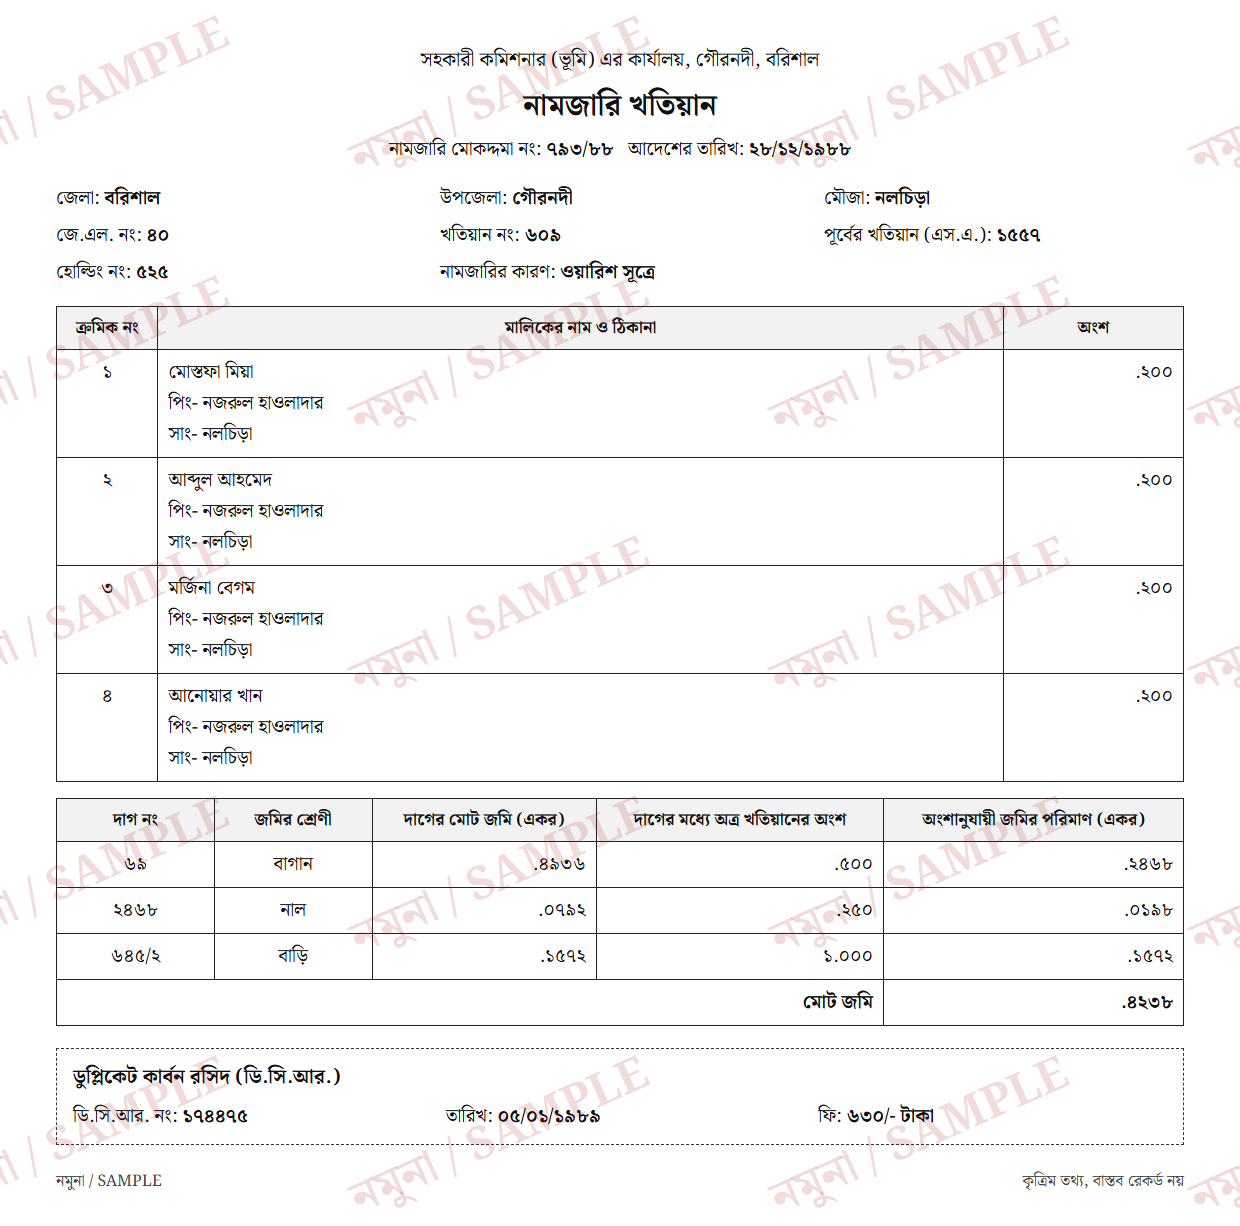 সহকারী কমিশনার (ভূমি) এর কার্যালয়, গৌরনদী, বরিশাল
নামজারি খতিয়ান
নামজারি মোকদ্দমা নং: ৭৯৩/৮৮ আদেশের তারিখ: ২৮/১২/১৯৮৮
জেলা: বরিশাল উপজেলা: গৌরনদী মৌজা: নলচিড়া
জে.এল. নং: ৪০ খতিয়ান নং: ৬০৯ পূর্বের খতিয়ান (এস.এ.): ১৫৫৭
হোল্ডিং নং: ৫২৫ নামজারির কারণ: ওয়ারিশ সূত্রে
ক্রমিক নং মালিকের নাম ও ঠিকানা অংশ
১ মোস্তফা মিয়া .২০০
পিং- নজরুল হাওলাদার
সাং- নলচিড়া
২ আব্দুল আহমেদ .২০০
পিং- নজরুল হাওলাদার
সাং- নলচিড়া
৩ মর্জিনা বেগম .২০০
পিং- নজরুল হাওলাদার
সাং- নলচিড়া
৪ আনোয়ার খান .২০০
পিং- নজরুল হাওলাদার
সাং- নলচিড়া
দাগ নং জমির শ্রেণী দাগের মোট জমি (একর) দাগের মধ্যে অত্র খতিয়ানের অংশ অংশানুযায়ী জমির পরিমাণ (একর)
৬৯ বাগান .৪৯৩৬ .৫০০ .২৪৬৮
২৪৬৮ নাল .০৭৯২ .২৫০ .০১৯৮
৬৪৫/২ বাড়ি .১৫৭২ ১.০০০ .১৫৭২
মোট জমি .৪২৩৮
ডুপ্লিকেট কার্বন রসিদ (ডি.সি.আর.)
ডি.সি.আর. নং: ১৭৪৪৭৫ তারিখ: ০৫/০১/১৯৮৯ ফি: ৬৩০/- টাকা
নমুনা / SAMPLE কৃত্রিম তথ্য, বাস্তব রেকর্ড নয়